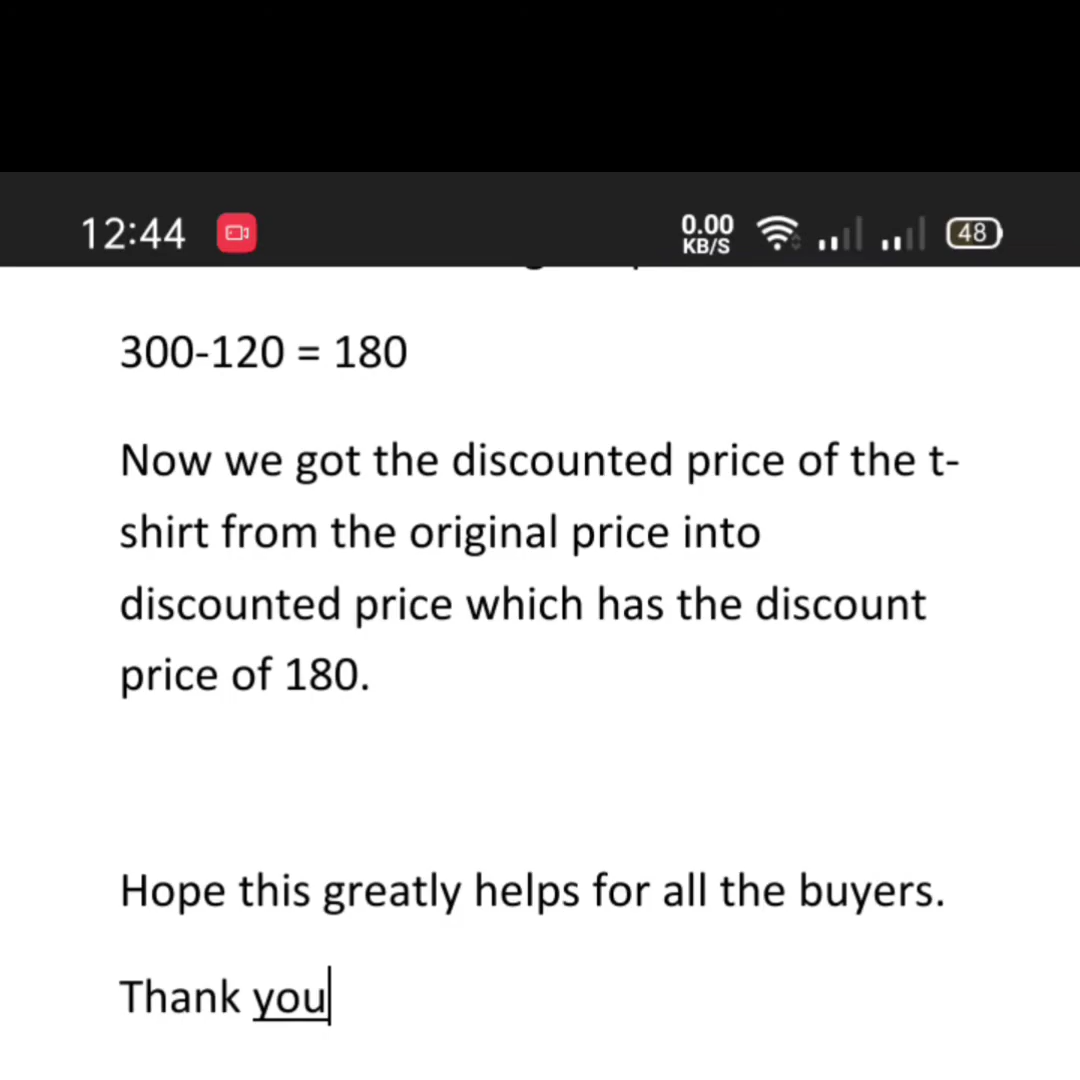 12:44
0.00
KB/S
48
300-120 = 180
Now we got the discounted price of the t-
shirt from the original price into
discounted price which has the discount
price of 180.
Hope this greatly helps for all the buyers.
Thank you